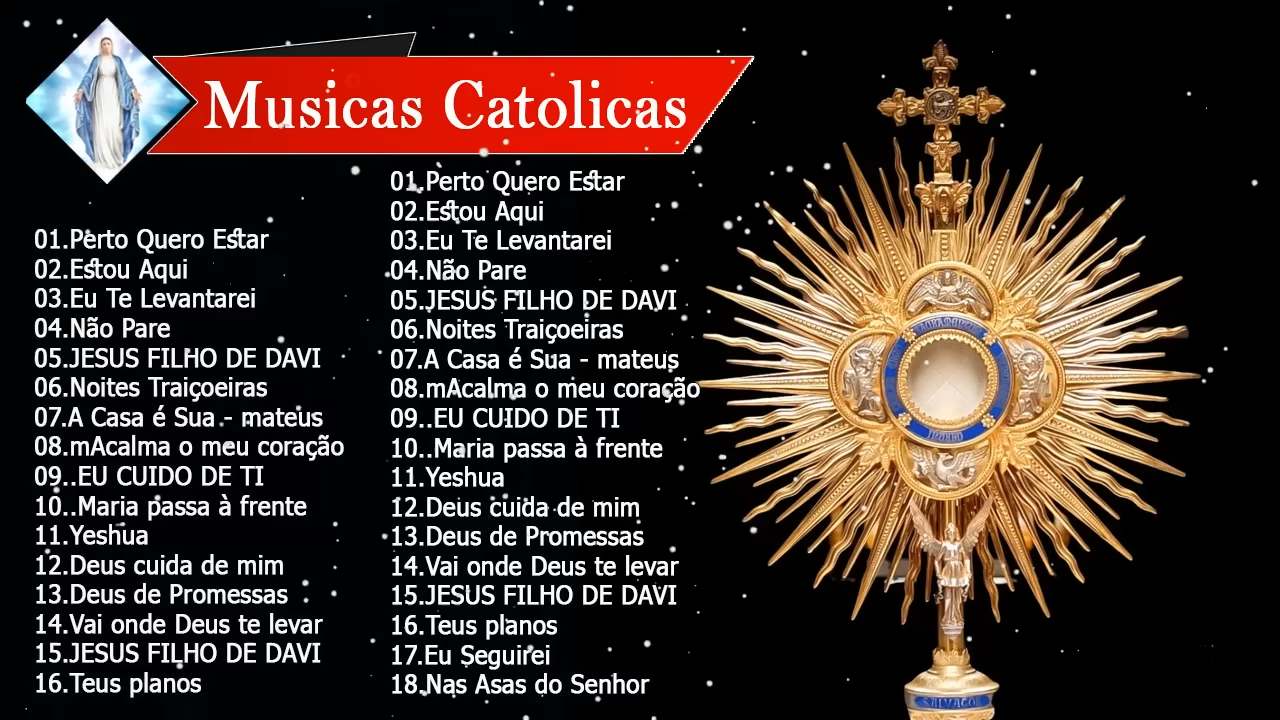 Musicas Catolicas
01.Perto Quero Estar
02.Estou Aqui
03.Eu Te Levantarei
04.Não Pare
05.JESUS FILHO DE DAVI
06.Noites Traiçoeiras
07.A Casa é Sua - mateus
08.mAcalma o meu coração
09..EU CUIDO DE TI
10..Maria passa à frente
11.Yeshua
12.Deus cuida de mim
13.Deus de Promessas
14.Vai onde Deus te levar
15.JESUS FILHO DE DAVI
16.Teus planos
01.Perto Quero Estar
02.Estou Aqui
03.Eu Te Levantarei
04.Não Pare
05.JESUS FILHO DE DAVI
06.Noites Traiçoeiras
07.A Casa é Sua - mateus
08.mAcalma o meu coração
09..EU CUIDO DE TI
10..Maria passa à frente
11.Yeshua
12.Deus cuida de mim
13.Deus de Promessas
14.Vai onde Deus te levar
15.JESUS FILHO DE DAVI
16.Teus planos
17.Eu Seguirei
18.Nas Asas do Senhor